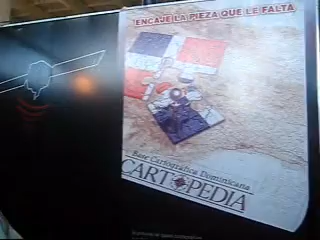 ENCAJE LA PIEZA QUE LE FALTA
Base Cartográfica Dominicana
CARTOPEDIA